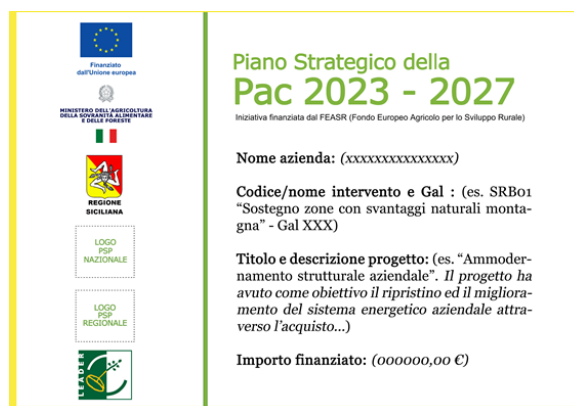 Finanziato
dall'Unione europea
MINISTERO DELL'AGRICOLTURA
DELLA SOVRANITÀ ALIMENTARE
E DELLE FORESTE
REGIONE
SICILIANA
LOGO
PSP
NAZIONALE
LOGO
PSP
REGIONALE
LEADER
Piano Strategico della
Pac 2023 - 2027
Iniziativa finanziata dal FEASR (Fondo Europeo Agricolo per lo Sviluppo Rurale)
Nome azienda: (xxxxxxxxxxxxxxx)
Codice/nome intervento e Gal : (es. SRB01
“Sostegno zone con svantaggi naturali monta-
gna” - Gal XXX)
Titolo e descrizione progetto: (es. “Ammoder-
namento strutturale aziendale”. Il progetto ha
avuto come obiettivo il ripristino ed il migliora-
mento del sistema energetico aziendale attra-
verso l’acquisto...)
Importo finanziato: (000000,00 €)